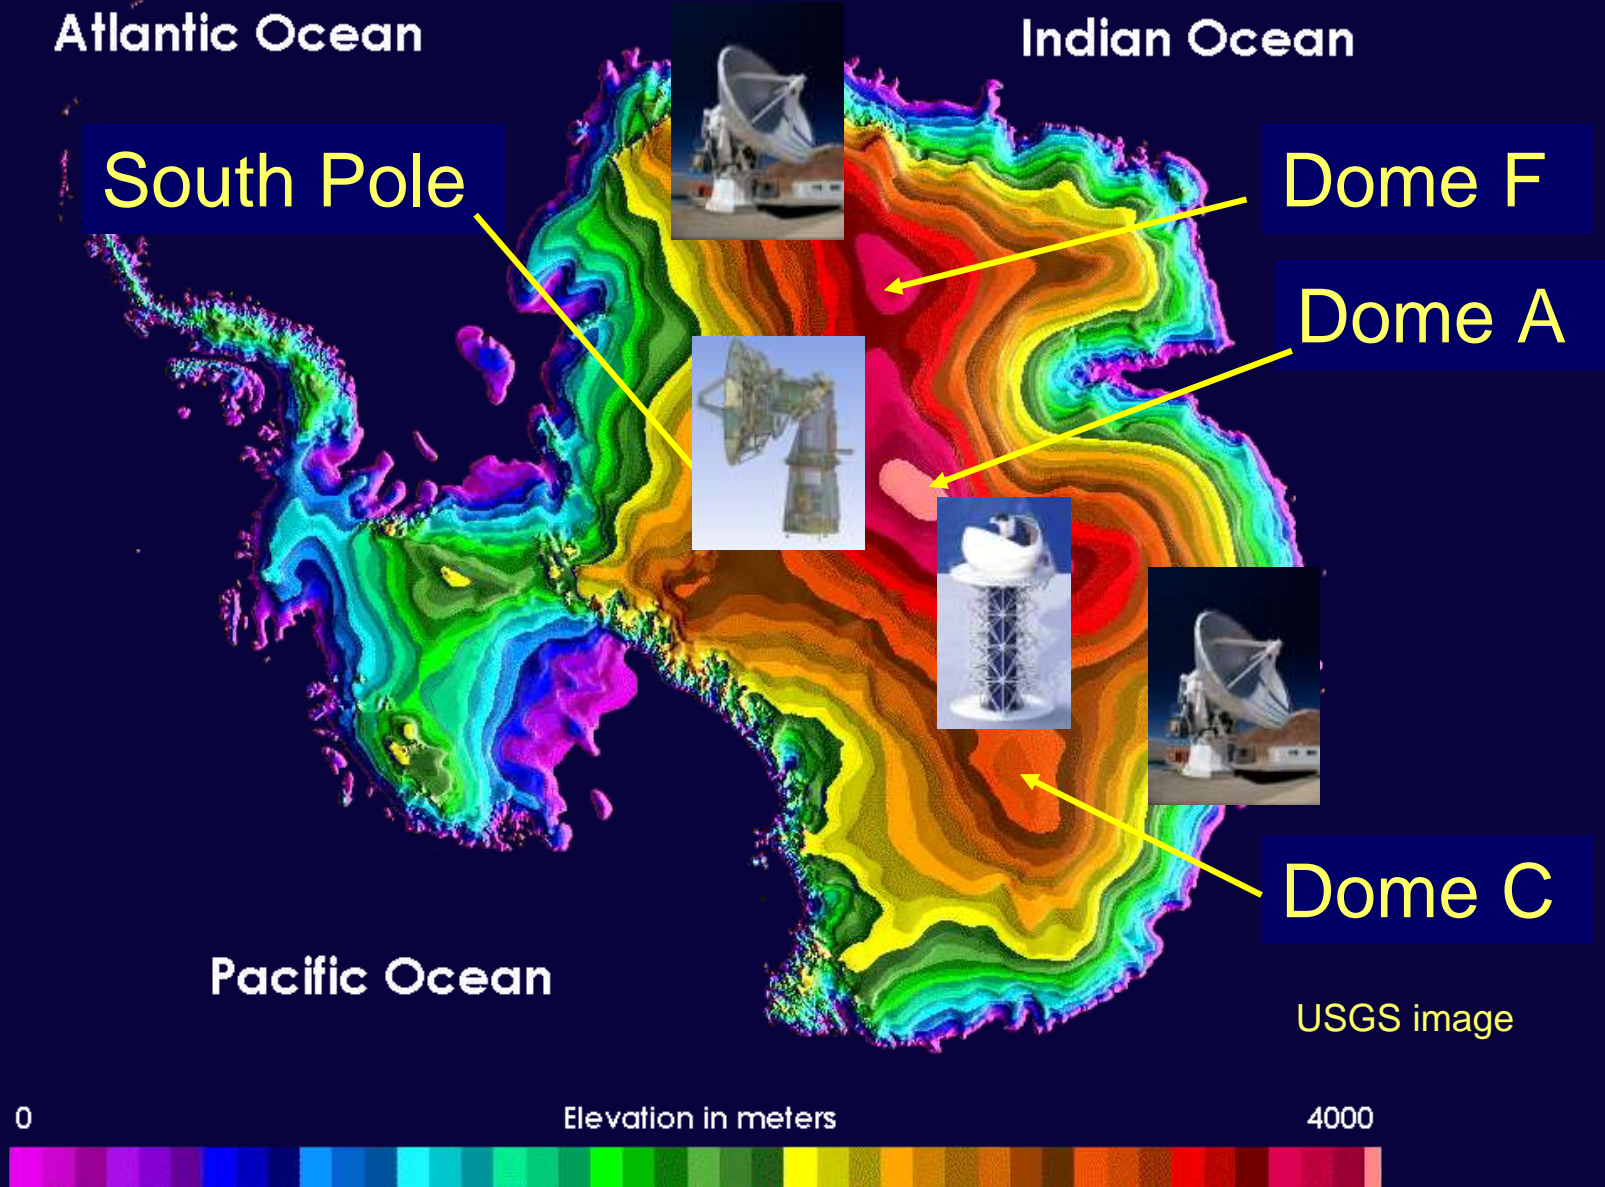 Atlantic Ocean
Indian Ocean
South Pole
Dome F
Dome A
Dome C
Pacific Ocean
USGS image
0
Elevation in meters
4000